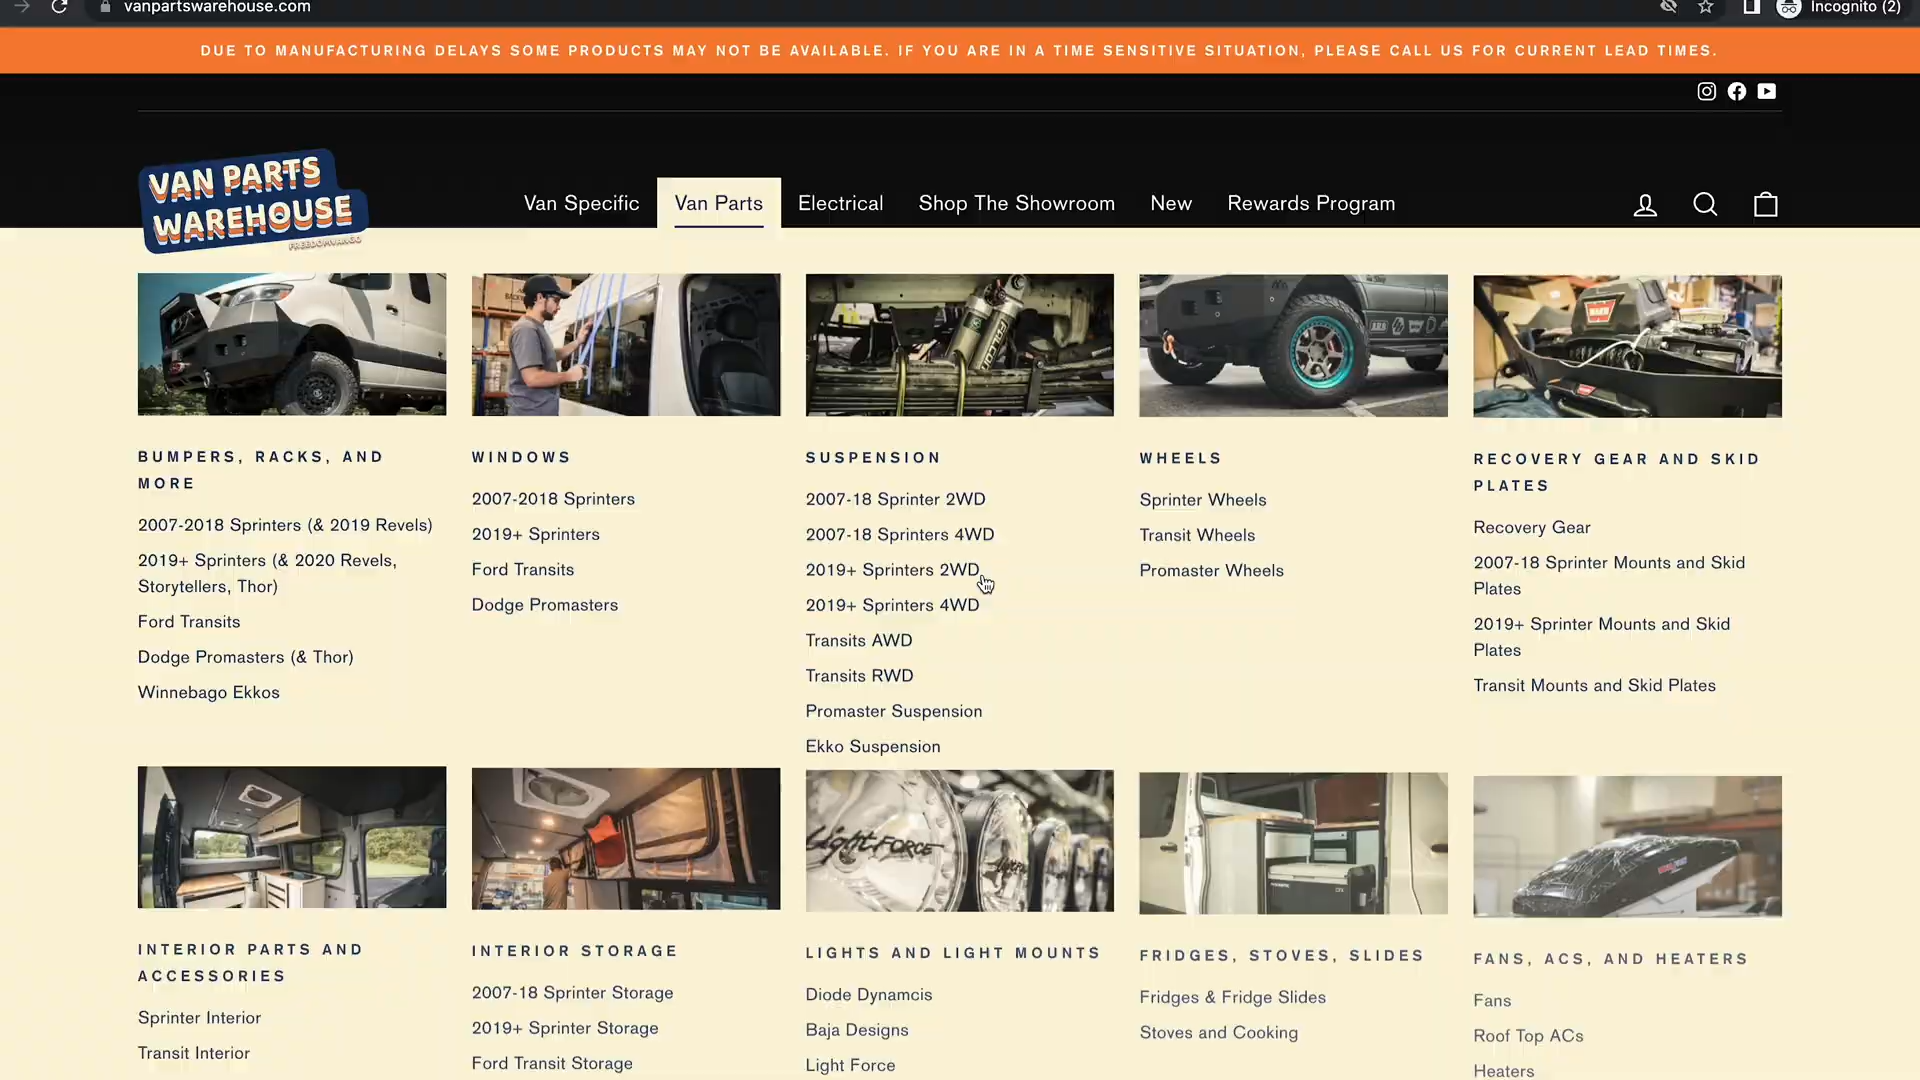 vanpartswarehouse.com
Incognito (2)
DUE TO MANUFACTURING DELAYS SOME PRODUCTS MAY NOT BE AVAILABLE. IF YOU ARE IN A TIME SENSITIVE SITUATION, PLEASE CALL US FOR CURRENT LEAD TIMES.
VAN PARTS
WAREHOUSE
FREEDOMVANGO
Van Specific
Van Parts
Electrical
Shop The Showroom
New
Rewards Program
BUMPERS, RACKS, AND
MORE
2007-2018 Sprinters (& 2019 Revels)
2019+ Sprinters (& 2020 Revels,
Storytellers, Thor)
Ford Transits
Dodge Promasters (& Thor)
Winnebago Ekkos
WINDOWS
2007-2018 Sprinters
2019+ Sprinters
Ford Transits
Dodge Promasters
FALCON
SUSPENSION
2007-18 Sprinter 2WD
2007-18 Sprinters 4WD
2019+ Sprinters 2WD
2019+ Sprinters 4WD
Transits AWD
Transits RWD
Promaster Suspension
Ekko Suspension
WHEELS
Sprinter Wheels
Transit Wheels
Promaster Wheels
WARN
RECOVERY GEAR AND SKID
PLATES
Recovery Gear
2007-18 Sprinter Mounts and Skid
Plates
2019+ Sprinter Mounts and Skid
Plates
Transit Mounts and Skid Plates
INTERIOR PARTS AND
ACCESSORIES
Sprinter Interior
Transit Interior
INTERIOR STORAGE
2007-18 Sprinter Storage
2019+ Sprinter Storage
Ford Transit Storage
LightFORCE
LIGHTS AND LIGHT MOUNTS
Diode Dynamcis
Baja Designs
Light Force
FRIDGES, STOVES, SLIDES
Fridges & Fridge Slides
Stoves and Cooking
FANS, ACS, AND HEATERS
Fans
Roof Top ACs
Heaters